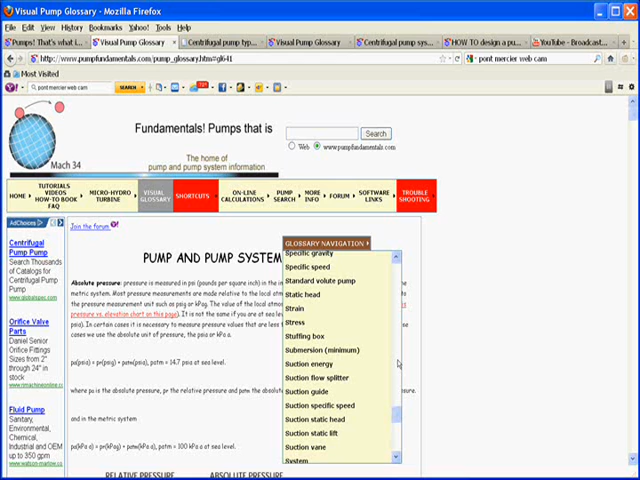 Visual Pump Glossary - Mozilla Firefox
File Edit View History Bookmarks Yahoo! Tools Help
Pumps! That's what I... Visual Pump Glossary Centrifugal pump typ... Visual Pump Glossary Centrifugal pump sys... HOW TO design a pu... YouTube - Broadcast...
http://www.pumpfundamentals.com/pump_glossary.htm#gl641
pont mercier web cam
Most Visited
pont mercier web cam SEARCH
Fundamentals! Pumps that is
Search
Web www.pumpfundamentals.com
Mach 34
The home of
pump and pump system information
HOME
TUTORIALS
VIDEOS
HOW-TO BOOK
FAQ
MICRO-HYDRO
TURBINE
VISUAL
GLOSSARY
SHORTCUTS
ON-LINE
CALCULATIONS
PUMP
SEARCH
MORE
INFO
FORUM
SOFTWARE
LINKS
TROUBLE
SHOOTING
AdChoices
Centrifugal
Pump Pump
Search Thousands
of Catalogs for
Centrifugal Pump
Pump
www.globalspec.com
Orifice Valve
Parts
Daniel Senior
Orifice Fittings
Sizes from 2"
through 24" in
stock
Fluid Pump
Sanitary,
Environmental,
Chemical,
Industrial and OEM
up to 350 gpm
Join the forum
PUMP AND PUMP SYSTEM
Absolute pressure: pressure is measured in psi (pounds per square inch) in the
metric system. Most pressure measurements are made relative to the local atmo
the pressure measurement unit such as psig or kPag. The value of the local atmo
pressure vs. elevation chart on this page). It is not the same if you are at sea l
psia). In certain cases it is necessary to measure pressure values that are less
cases we use the absolute unit of pressure, the psia or kPa a.
pa(psia) = pr(psig) + patm(psia), patm = 14.7 psia at sea level.
where pa is the absolute pressure, pr the relative pressure and patm the absolute
and in the metric system
pa(kPa a) = pr(kPag) + patm(kPa a), patm = 100 kPa a at sea level.
RELATIVE PRESSURE ABSOLUTE PRESSURE
GLOSSARY NAVIGATION
Specific gravity
Specific speed
Standard volute pump
Static head
Strain
Stress
Stuffing box
Submersion (minimum)
Suction energy
Suction flow splitter
Suction guide
Suction specific speed
Suction static head
Suction static lift
Suction vane
System